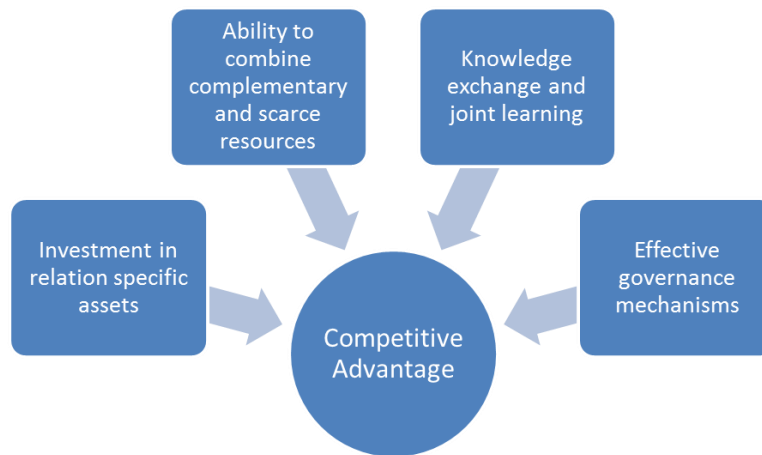 Ability to
combine
complementary
and scarce
resources
Knowledge
exchange and
joint learning
Investment in
relation specific
assets
Effective
governance
mechanisms
Competitive
Advantage